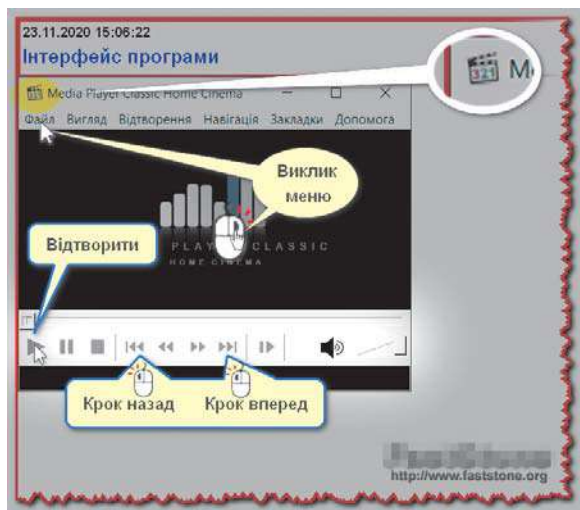 23.11.2020 15:06:22
Інтерфейс програми
321
M
Media Player Classic Home Cinema
Файл Вигляд Відтворення Навігація Закладки Допомога
Виклик
меню
Відтворити
CLASSIC
HOME CINEMA
Крок назад
Крок вперед
http://www.faststone.org